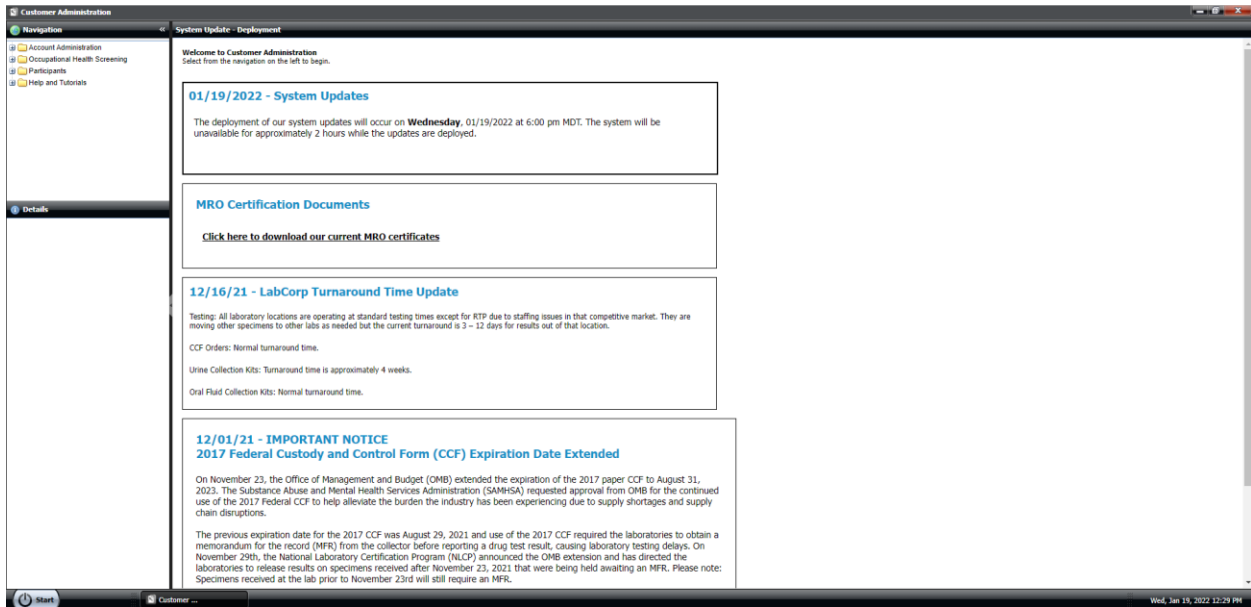 Customer Administration
Navigation
«
System Update - Deployment
Account Administration
Occupational Health Screening
Participants
Help and Tutorials
Details
Welcome to Customer Administration
Select from the navigation on the left to begin.
01/19/2022 - System Updates
The deployment of our system updates will occur on Wednesday, 01/19/2022 at 6:00 pm MDT. The system will be
unavailable for approximately 2 hours while the updates are deployed.
MRO Certification Documents
Click here to download our current MRO certificates
12/16/21 - LabCorp Turnaround Time Update
Testing: All laboratory locations are operating at standard testing times except for RTP due to staffing issues in that competitive market. They are
moving other specimens to other labs as needed but the current turnaround is 3 – 12 days for results out of that location.
CCF Orders: Normal turnaround time.
Urine Collection Kits: Turnaround time is approximately 4 weeks.
Oral Fluid Collection Kits: Normal turnaround time.
12/01/21 - IMPORTANT NOTICE
2017 Federal Custody and Control Form (CCF) Expiration Date Extended
On November 23, the Office of Management and Budget (OMB) extended the expiration of the 2017 paper CCF to August 31,
2023. The Substance Abuse and Mental Health Services Administration (SAMHSA) requested approval from OMB for the continued
use of the 2017 Federal CCF to help alleviate the burden the industry has been experiencing due to supply shortages and supply
chain disruptions.
The previous expiration date for the 2017 CCF was August 29, 2021 and use of the 2017 CCF required the laboratories to obtain a
memorandum for the record (MFR) from the collector before reporting a drug test result, causing laboratory testing delays. On
November 29th, the National Laboratory Certification Program (NLCP) announced the OMB extension and has directed the
laboratories to release results on specimens received after November 23, 2021 that were being held awaiting an MFR. Please note:
Specimens received at the lab prior to November 23rd will still require an MFR.
Start
Customer ...
Wed, Jan 19, 2022 12:29 PM